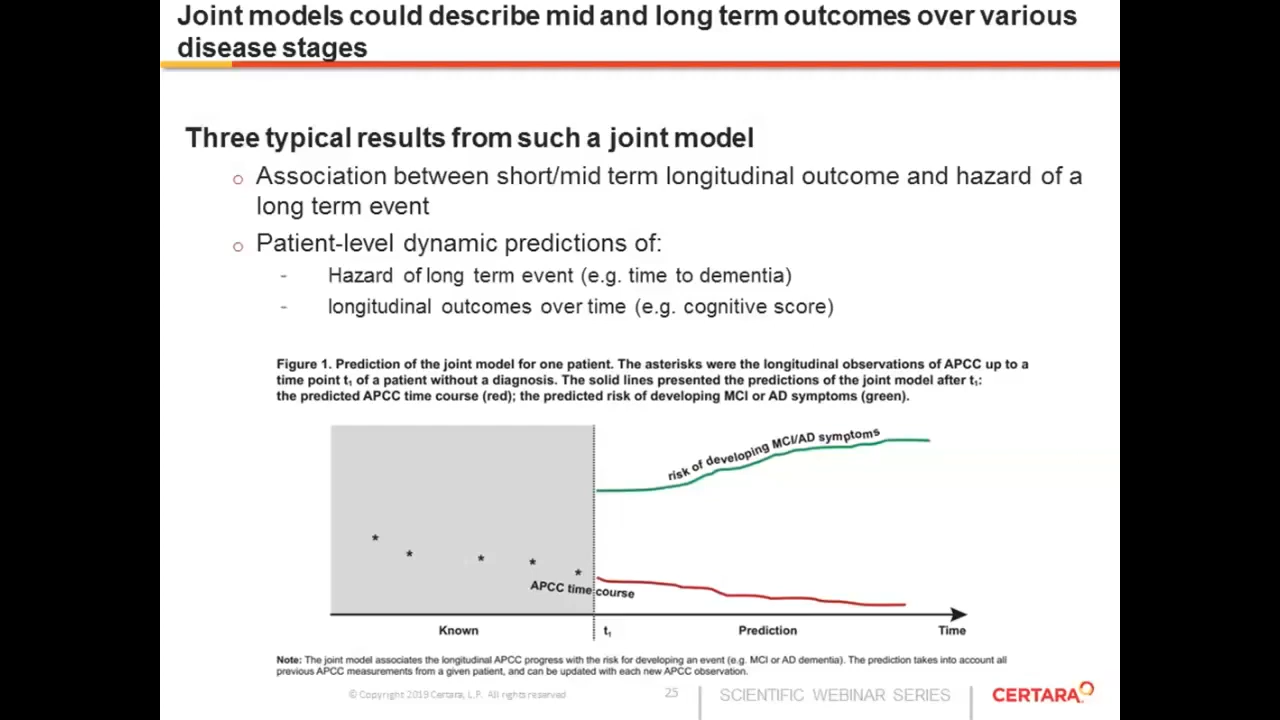 Joint models could describe mid and long term outcomes over various
disease stages
Three typical results from such a joint model
o Association between short/mid term longitudinal outcome and hazard of a
long term event
o Patient-level dynamic predictions of:
- Hazard of long term event (e.g. time to dementia)
- longitudinal outcomes over time (e.g. cognitive score)
Figure 1. Prediction of the joint model for one patient. The asterisks were the longitudinal observations of APCC up to a
time point t₁ of a patient without a diagnosis. The solid lines presented the predictions of the joint model after t₁:
the predicted APCC time course (red); the predicted risk of developing MCI or AD symptoms (green).
risk of developing MCI/AD symptoms
* * * * *
APCC time course
Known t₁ Prediction Time
Note: The joint model associates the longitudinal APCC progress with the risk for developing an event (e.g. MCI or AD dementia). The prediction takes into account all
previous APCC measurements from a given patient, and can be updated with each new APCC observation.
© Copyright 2019 Certara, L.P. All rights reserved 25 SCIENTIFIC WEBINAR SERIES CERTARA